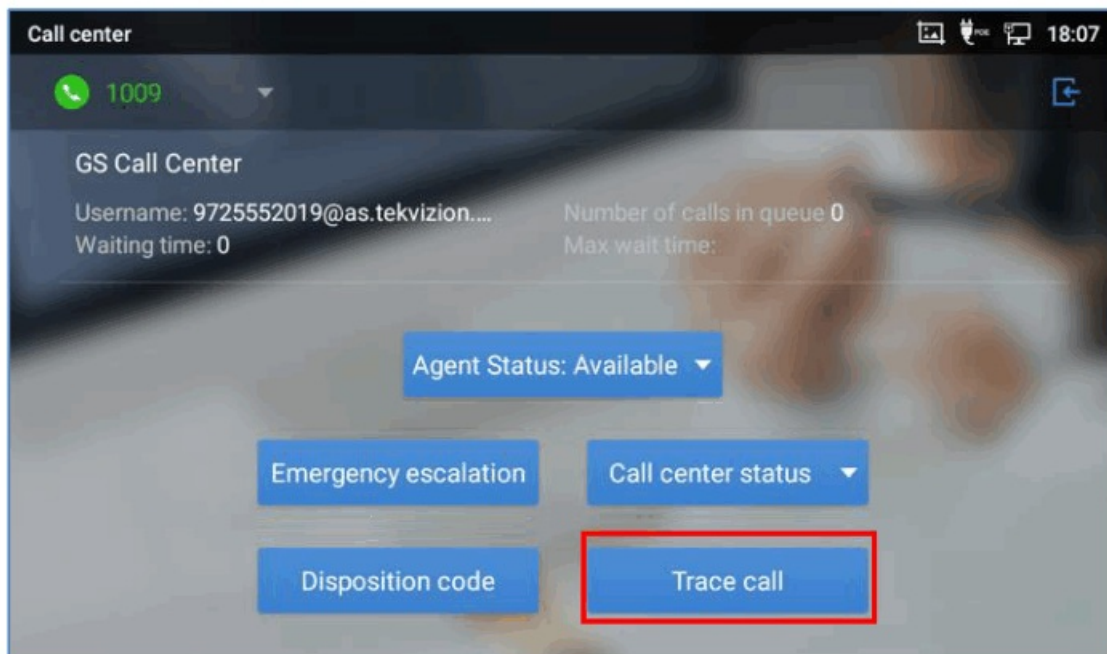 Call center
POE
18:07
1009
GS Call Center
Username: 9725552019@as.tekvizion....
Number of calls in queue 0
Waiting time: 0
Max wait time:
Agent Status: Available
Emergency escalation
Call center status
Disposition code
Trace call